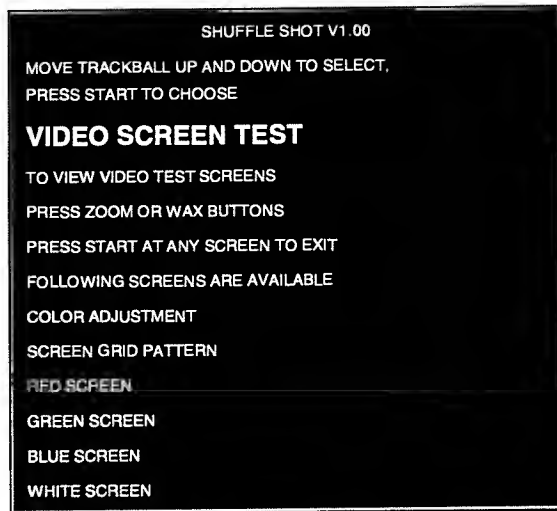 SHUFFLE SHOT V1.00
MOVE TRACKBALL UP AND DOWN TO SELECT,
PRESS START TO CHOOSE
VIDEO SCREEN TEST
TO VIEW VIDEO TEST SCREENS
PRESS ZOOM OR WAX BUTTONS
PRESS START AT ANY SCREEN TO EXIT
FOLLOWING SCREENS ARE AVAILABLE
COLOR ADJUSTMENT
SCREEN GRID PATTERN
RED SCREEN
GREEN SCREEN
BLUE SCREEN
WHITE SCREEN